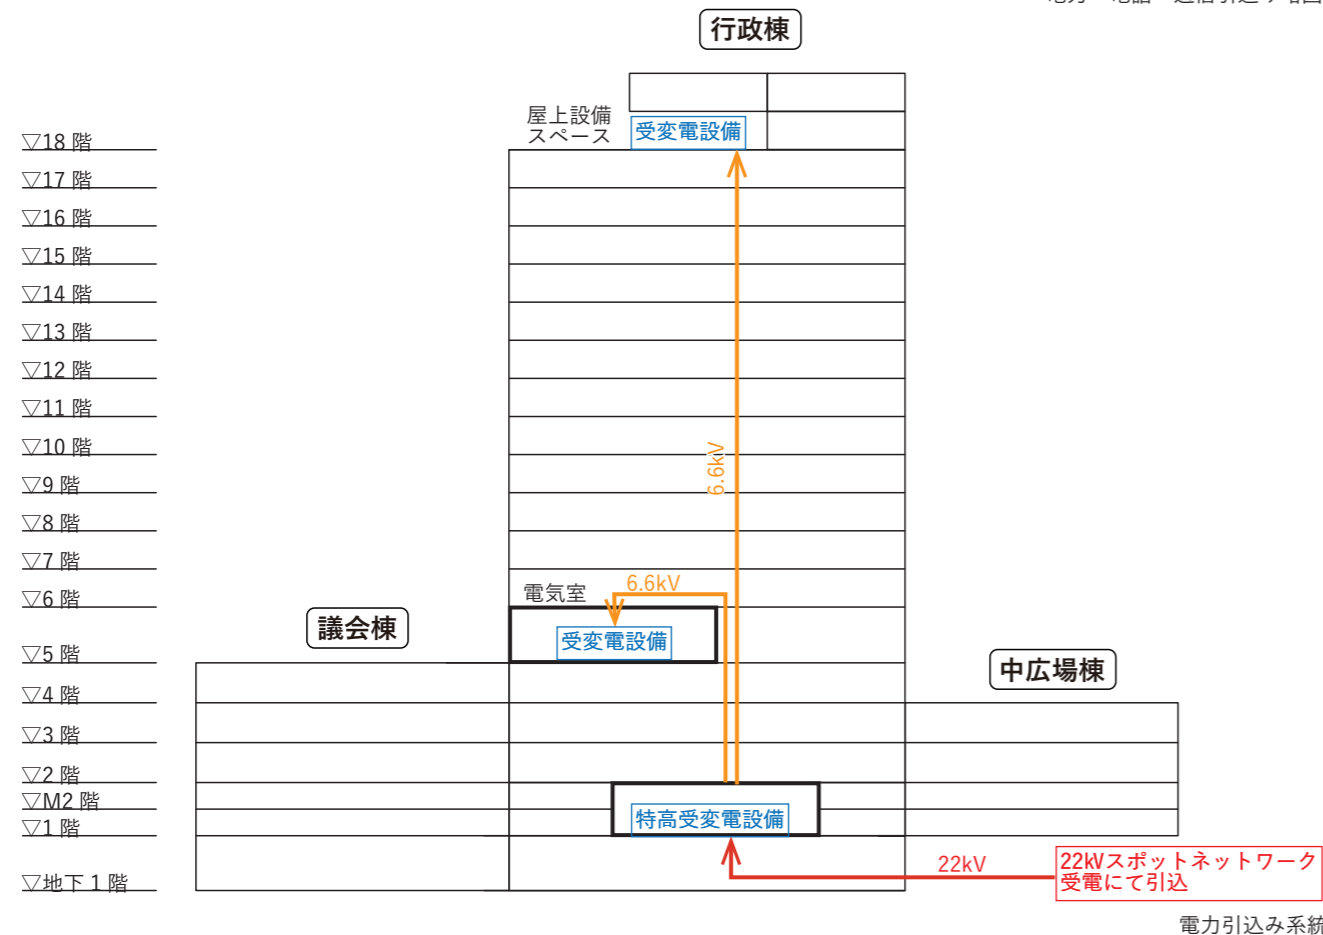 行政棟
屋上設備
スペース
受変電設備
▽18 階
▽17 階
▽16 階
▽15 階
▽14 階
▽13 階
▽12 階
▽11 階
▽10 階
6.6kV
▽9 階
▽8 階
▽7 階
▽6 階
電気室
6.6kV
議会棟
受変電設備
▽5 階
中広場棟
▽4 階
▽3 階
▽2 階
▽M2 階
▽1 階
特高受変電設備
22kV
22kVスポットネットワーク
受電にて引込
▽地下 1 階
電力引込み系統